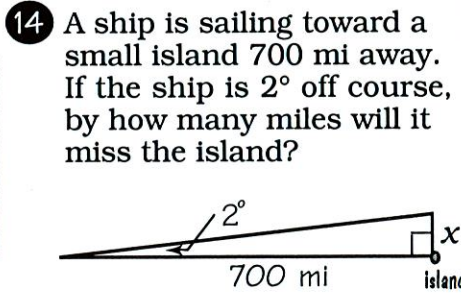 14 A ship is sailing toward a
small island 700 mi away.
If the ship is 2° off course,
by how many miles will it
miss the island?
2°
x
700 mi